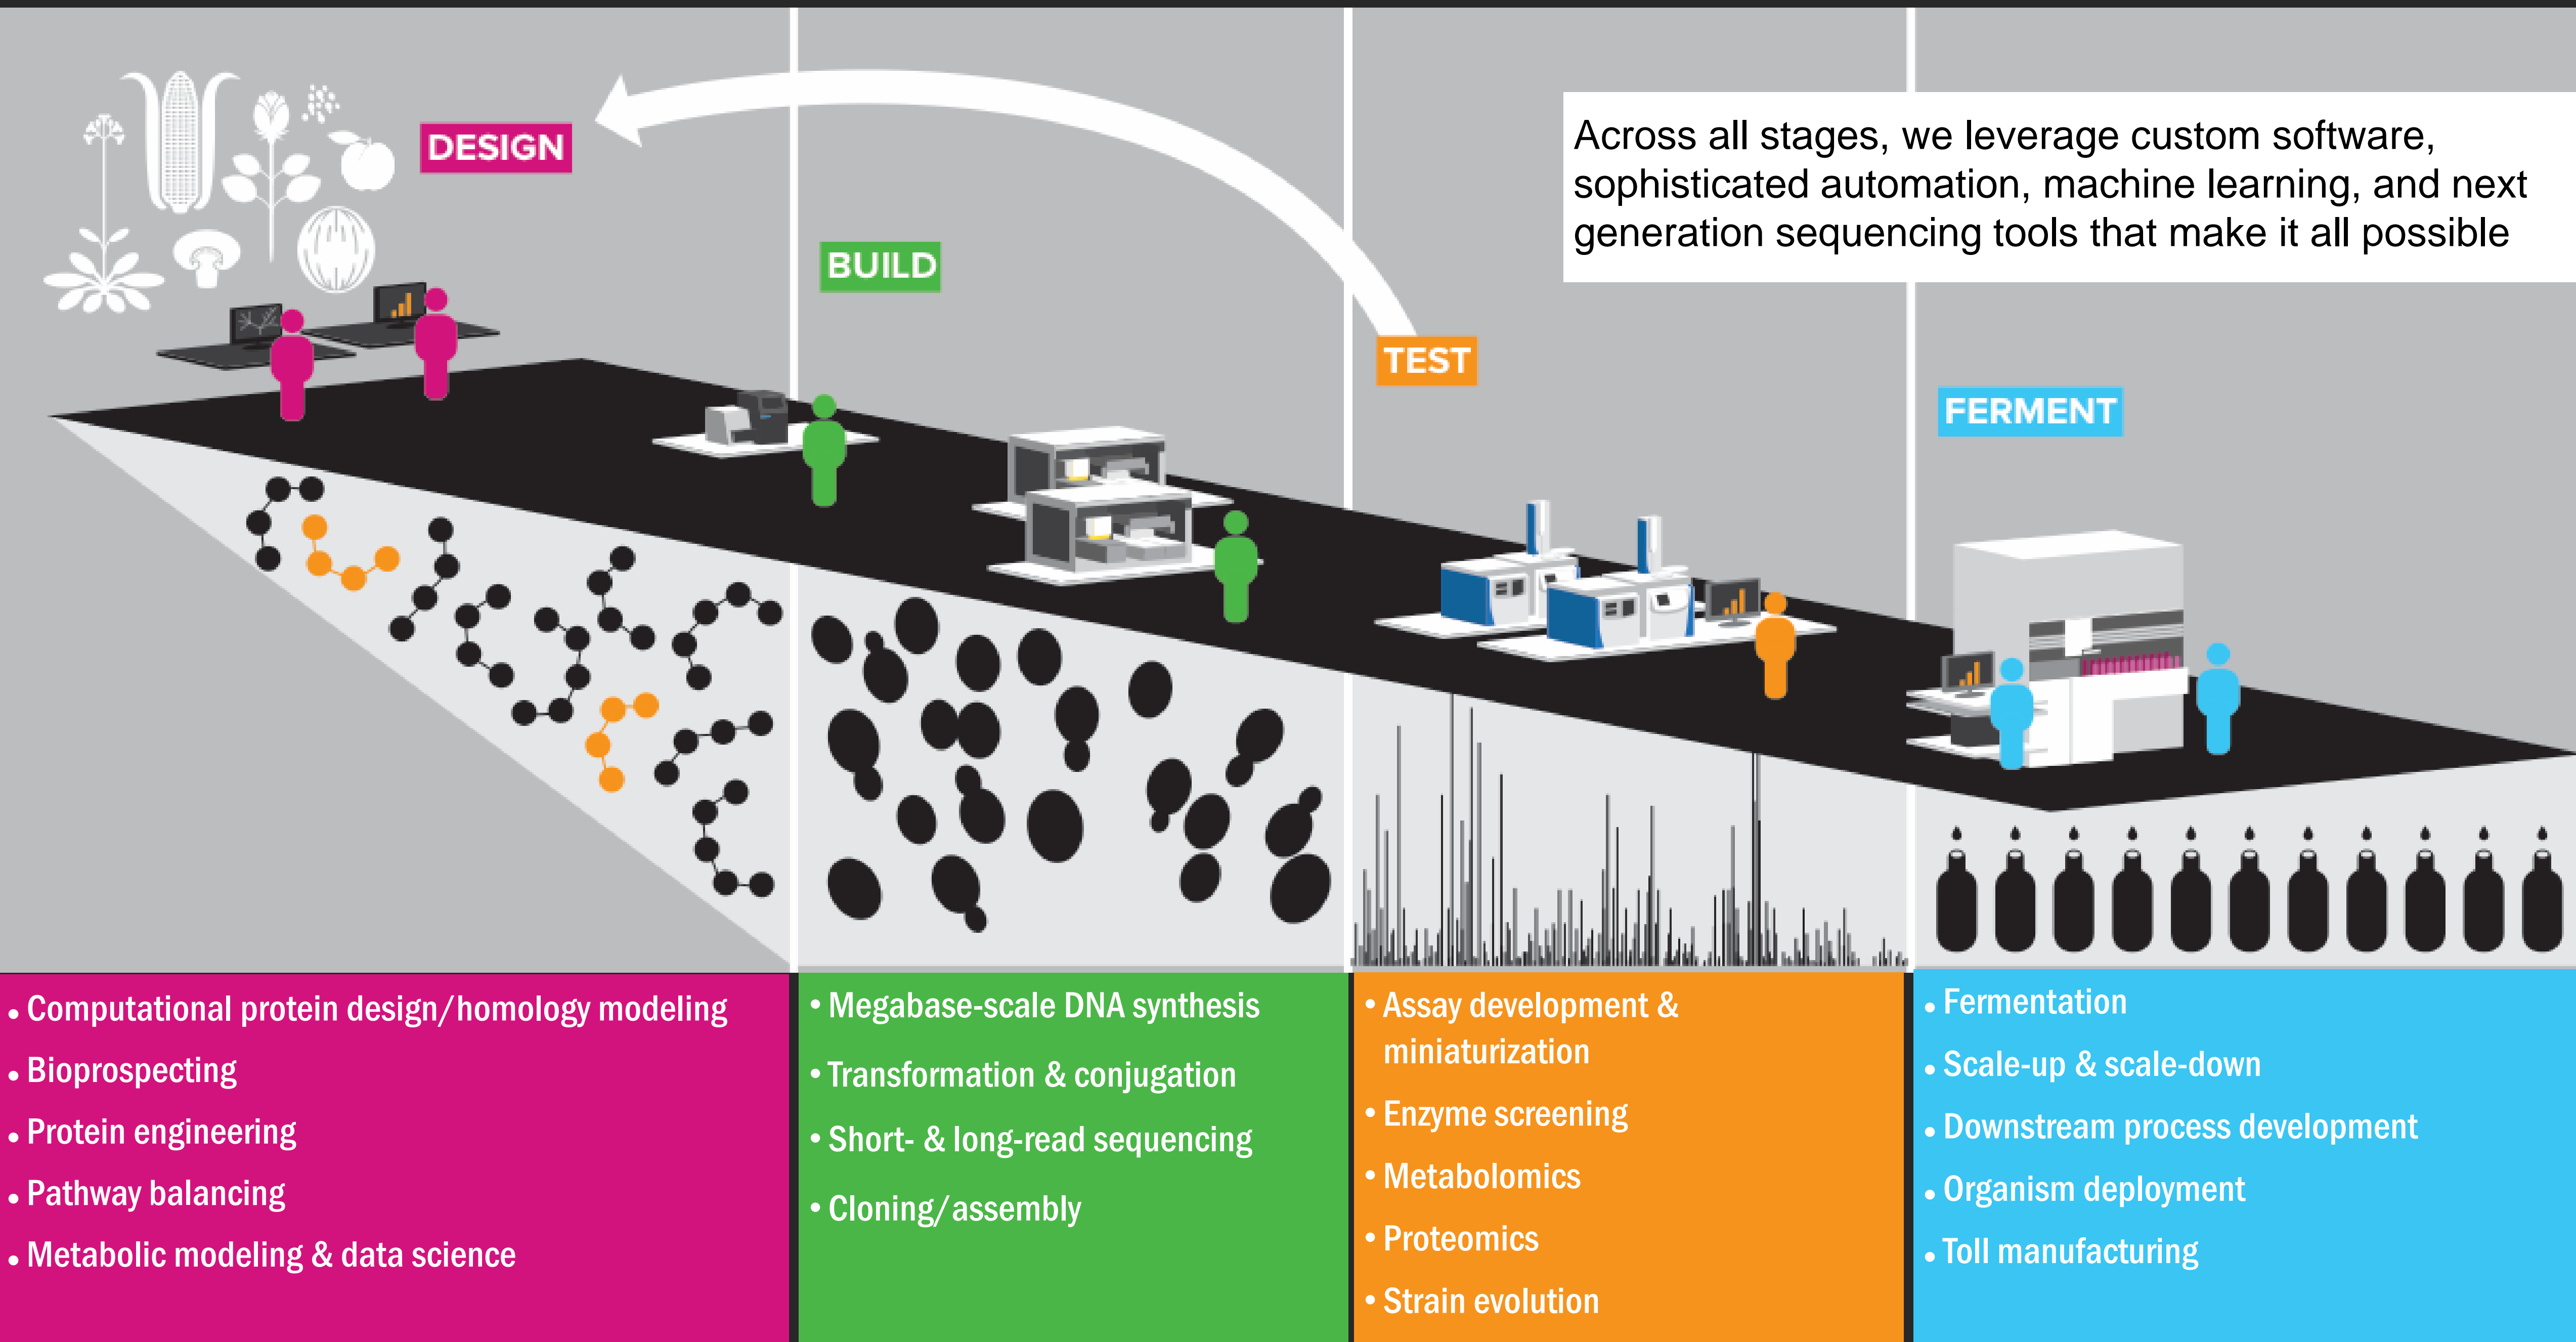 DESIGN
BUILD
TEST
FERMENT
Across all stages, we leverage custom software,
sophisticated automation, machine learning, and next
generation sequencing tools that make it all possible
• Computational protein design/homology modeling
• Bioprospecting
• Protein engineering
• Pathway balancing
• Metabolic modeling & data science
• Megabase-scale DNA synthesis
• Transformation & conjugation
• Short- & long-read sequencing
• Cloning/assembly
• Assay development &
miniaturization
• Enzyme screening
• Metabolomics
• Proteomics
• Strain evolution
• Fermentation
• Scale-up & scale-down
• Downstream process development
• Organism deployment
• Toll manufacturing